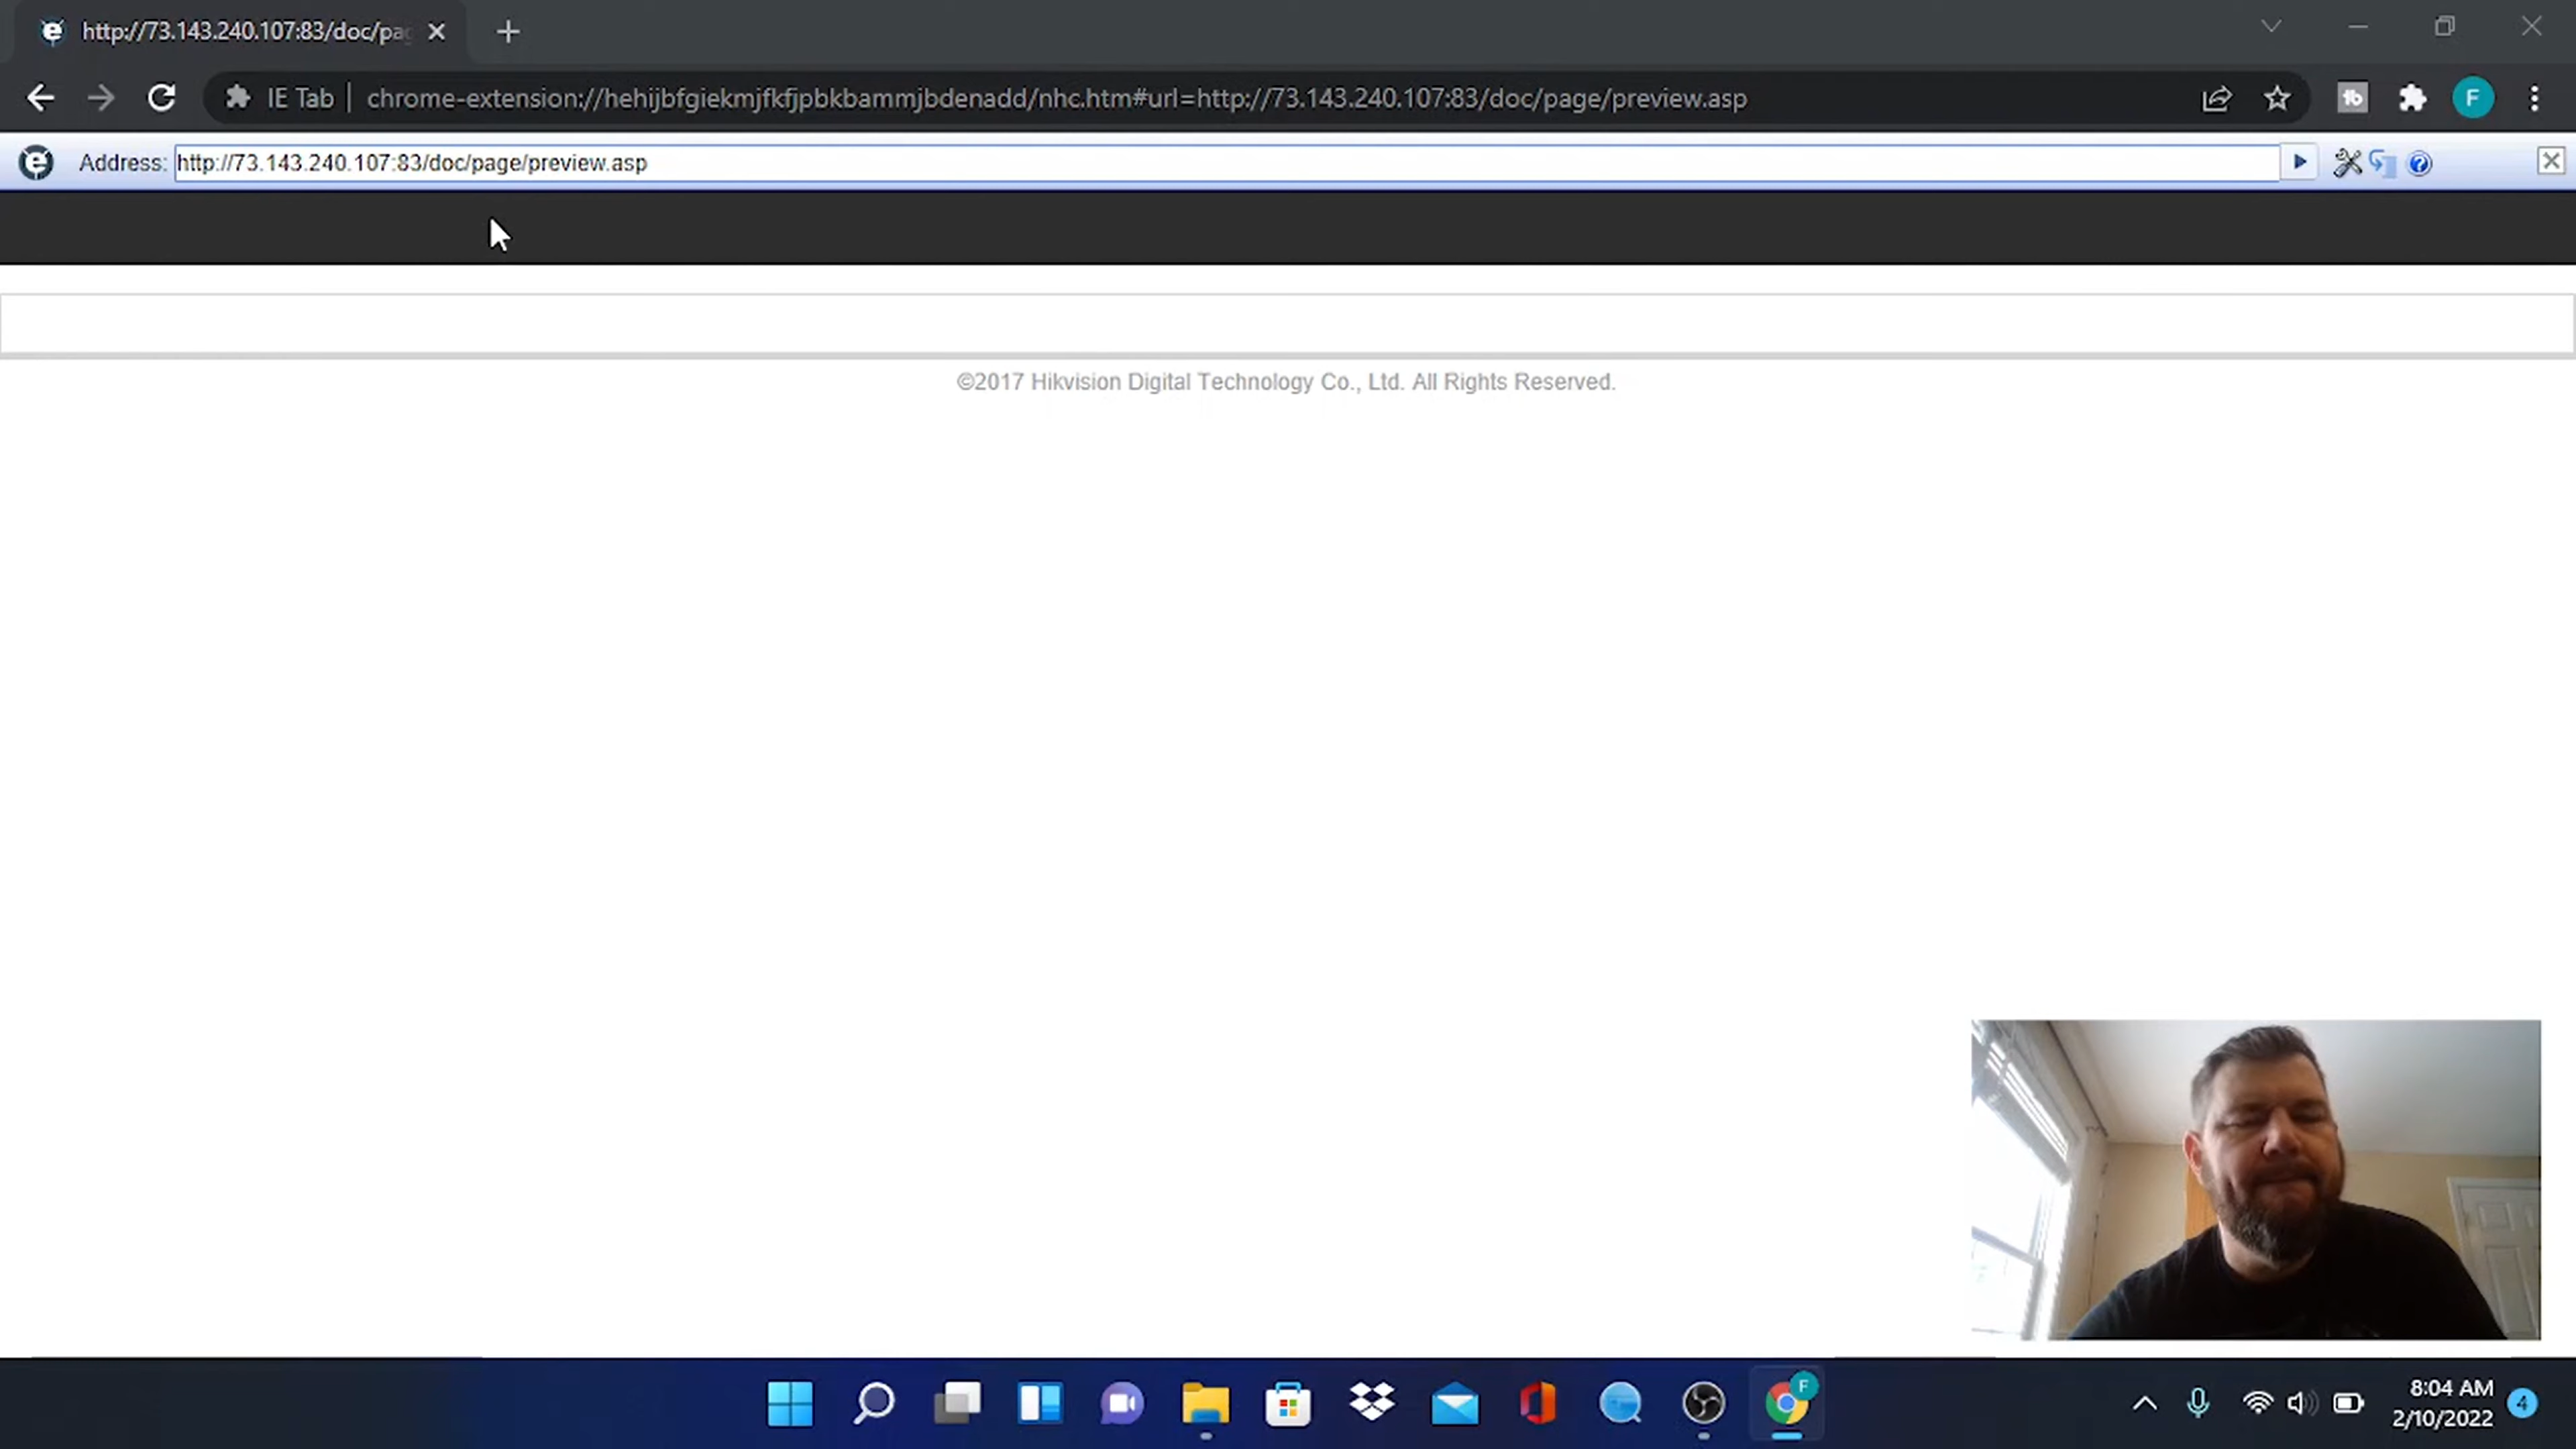 http://73.143.240.107:83/doc/pag
IE Tab | chrome-extension://hehijbfgiekmjfkfjpbkbammjbdenadd/nhc.htm#url=http://73.143.240.107:83/doc/page/preview.asp
F
Address: http://73.143.240.107:83/doc/page/preview.asp
©2017 Hikvision Digital Technology Co., Ltd. All Rights Reserved.
F
8:04 AM
2/10/2022
4